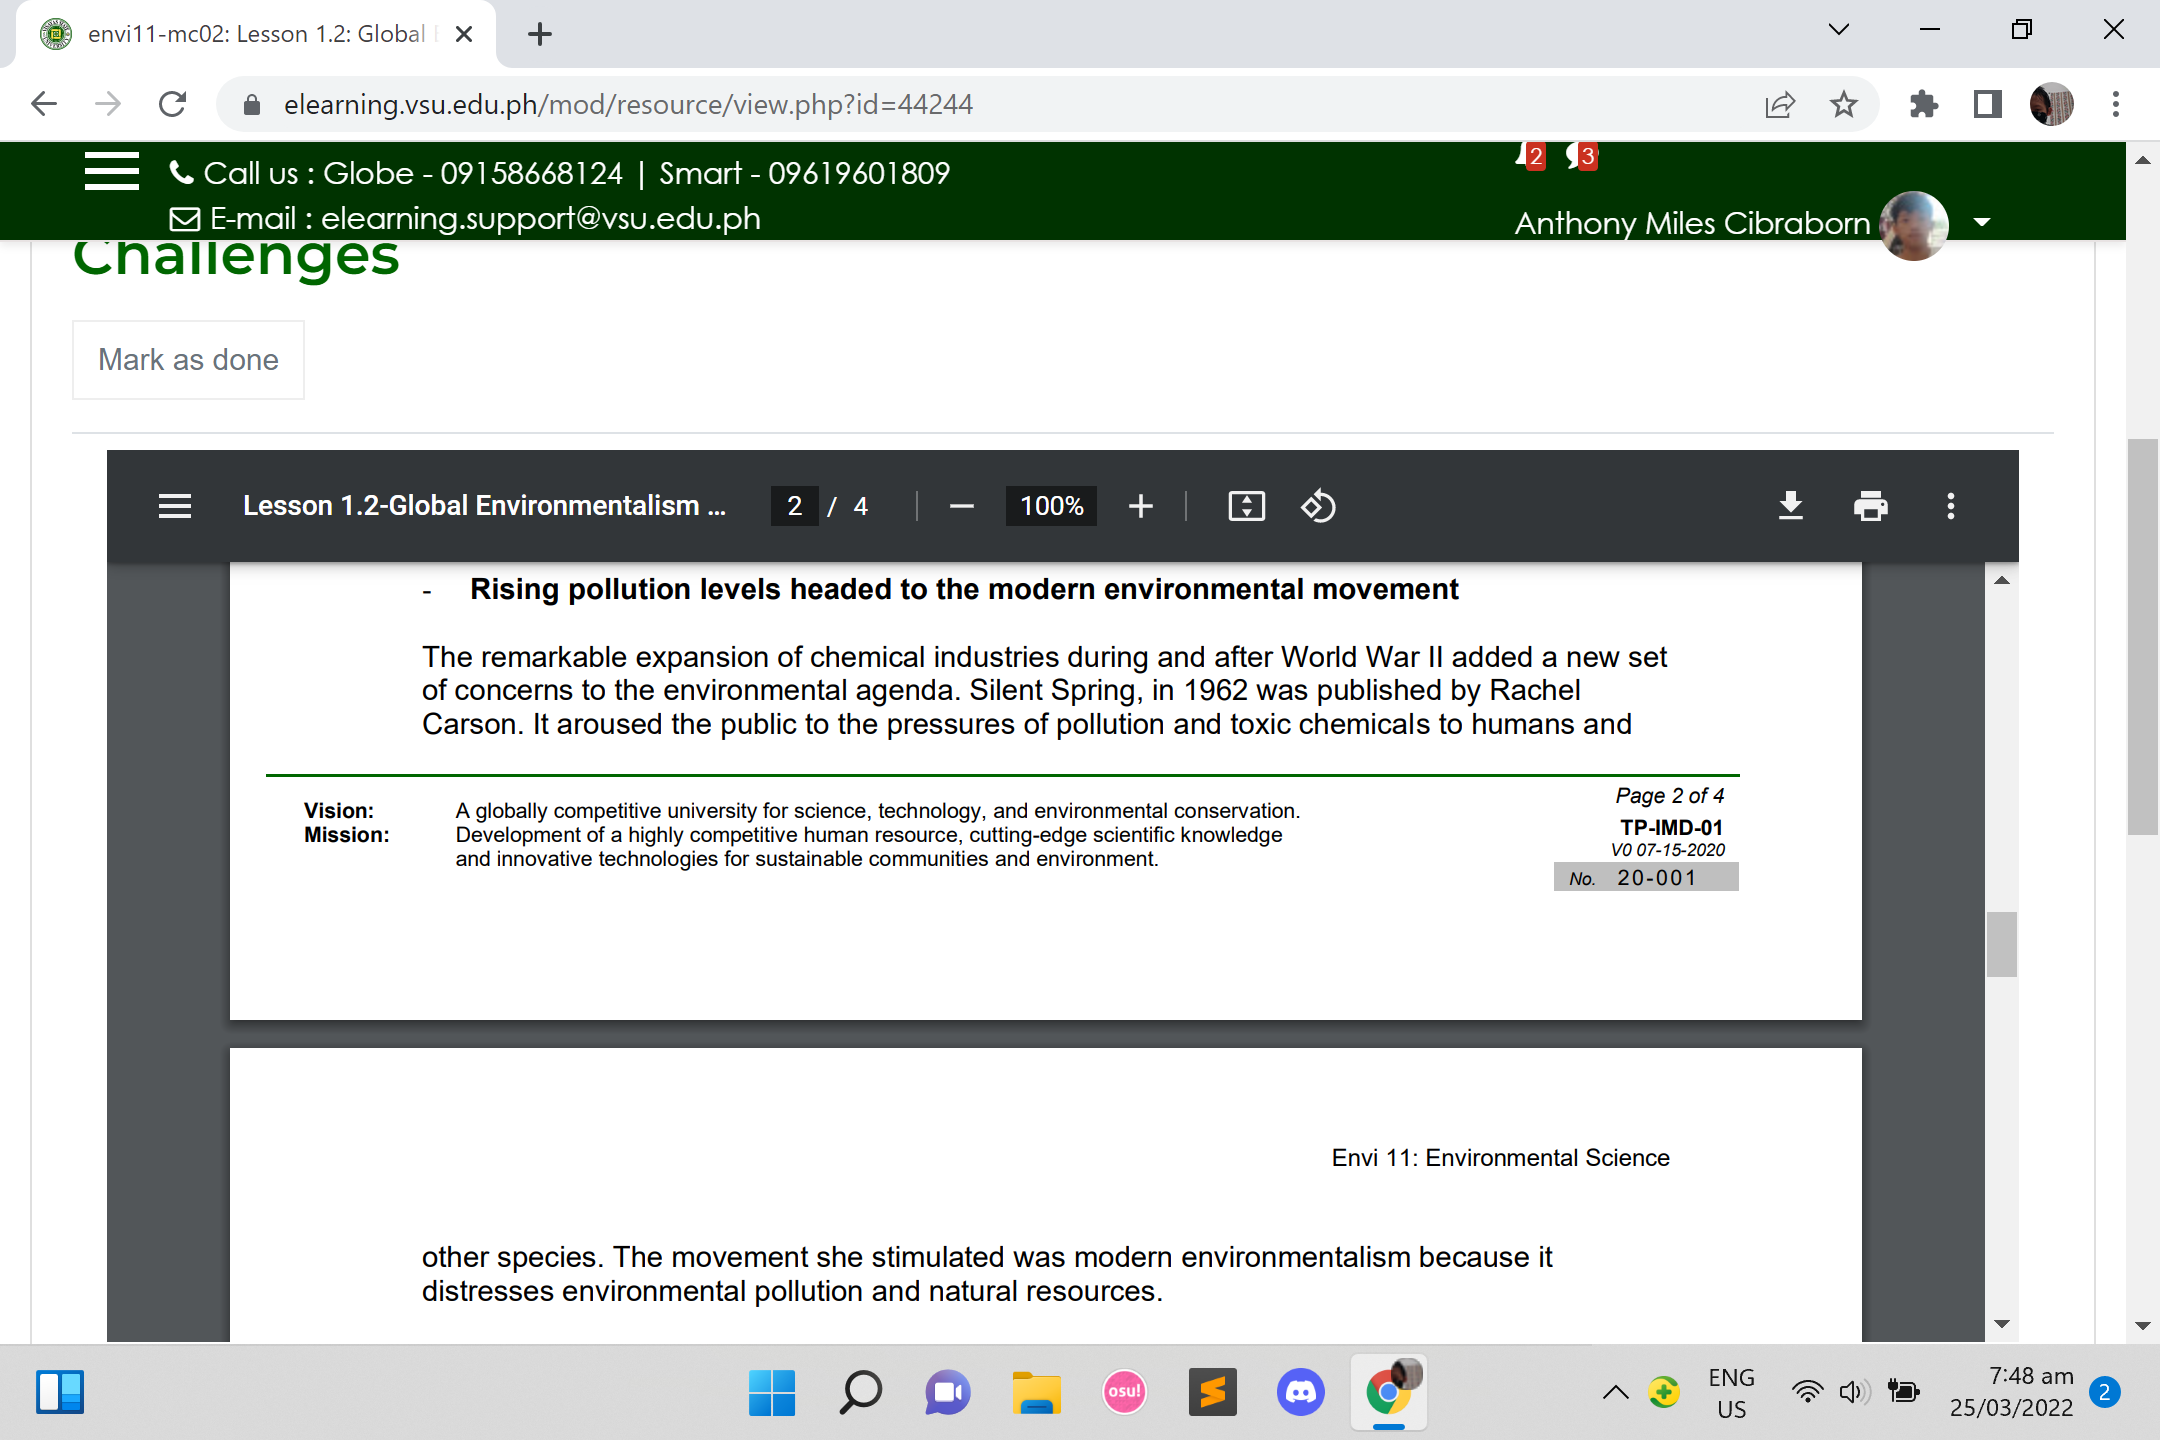 envi11-mc02: Lesson 1.2: Global
elearning.vsu.edu.ph/mod/resource/view.php?id=44244
Call us : Globe - 09158668124 | Smart - 09619601809
2 3
E-mail : elearning.support@vsu.edu.ph
Anthony Miles Cibraborn
Challenges
Mark as done
Lesson 1.2-Global Environmentalism ... 2 / 4 100%
- Rising pollution levels headed to the modern environmental movement
The remarkable expansion of chemical industries during and after World War II added a new set
of concerns to the environmental agenda. Silent Spring, in 1962 was published by Rachel
Carson. It aroused the public to the pressures of pollution and toxic chemicals to humans and
Page 2 of 4
Vision: A globally competitive university for science, technology, and environmental conservation.
TP-IMD-01
Mission: Development of a highly competitive human resource, cutting-edge scientific knowledge
V0 07-15-2020
and innovative technologies for sustainable communities and environment.
No. 20-001
Envi 11: Environmental Science
other species. The movement she stimulated was modern environmentalism because it
distresses environmental pollution and natural resources.
osu!
ENG
US
7:48 am
25/03/2022
2